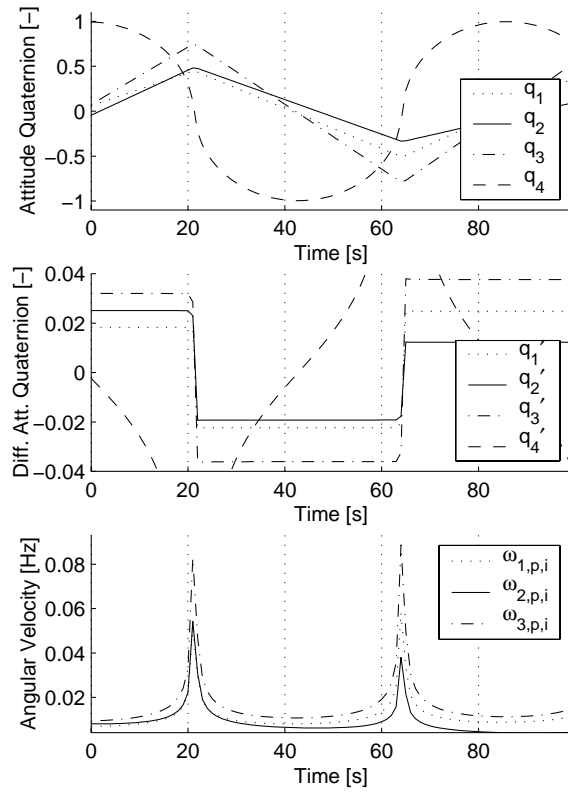 Attitude Quaternion [−]
1
0.5
0
−0.5
−1
0 20 40 60 80
Time [s]
q1
q2
q3
q4
Diff. Att. Quaternion [−]
0.04
0.02
0
−0.02
−0.04
0 20 40 60 80
Time [s]
q1′
q2′
q3′
q4′
Angular Velocity [Hz]
0.08
0.06
0.04
0.02
0 20 40 60 80
Time [s]
ω1,p,i
ω2,p,i
ω3,p,i